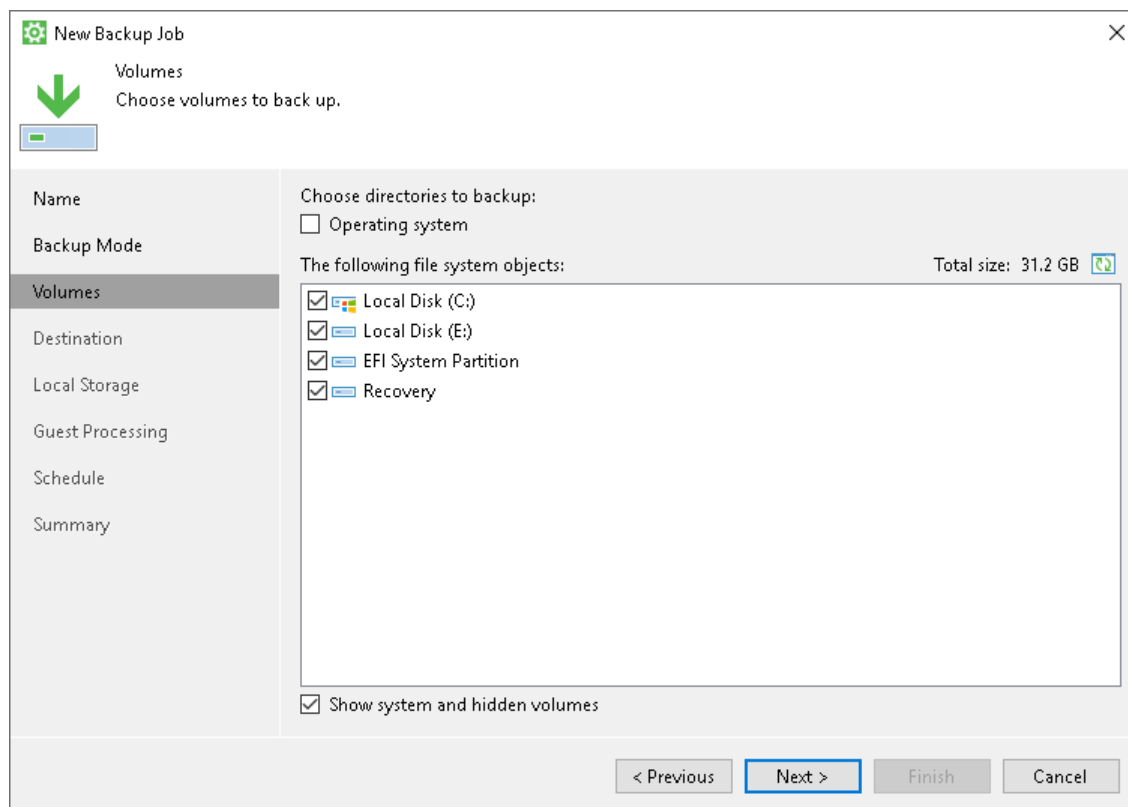 New Backup Job
Volumes
Choose volumes to back up.
Name
Backup Mode
Volumes
Destination
Local Storage
Guest Processing
Schedule
Summary
Choose directories to backup:
Operating system
The following file system objects: Total size: 31.2 GB
Local Disk (C:)
Local Disk (E:)
EFI System Partition
Recovery
Show system and hidden volumes
< Previous Next > Finish Cancel